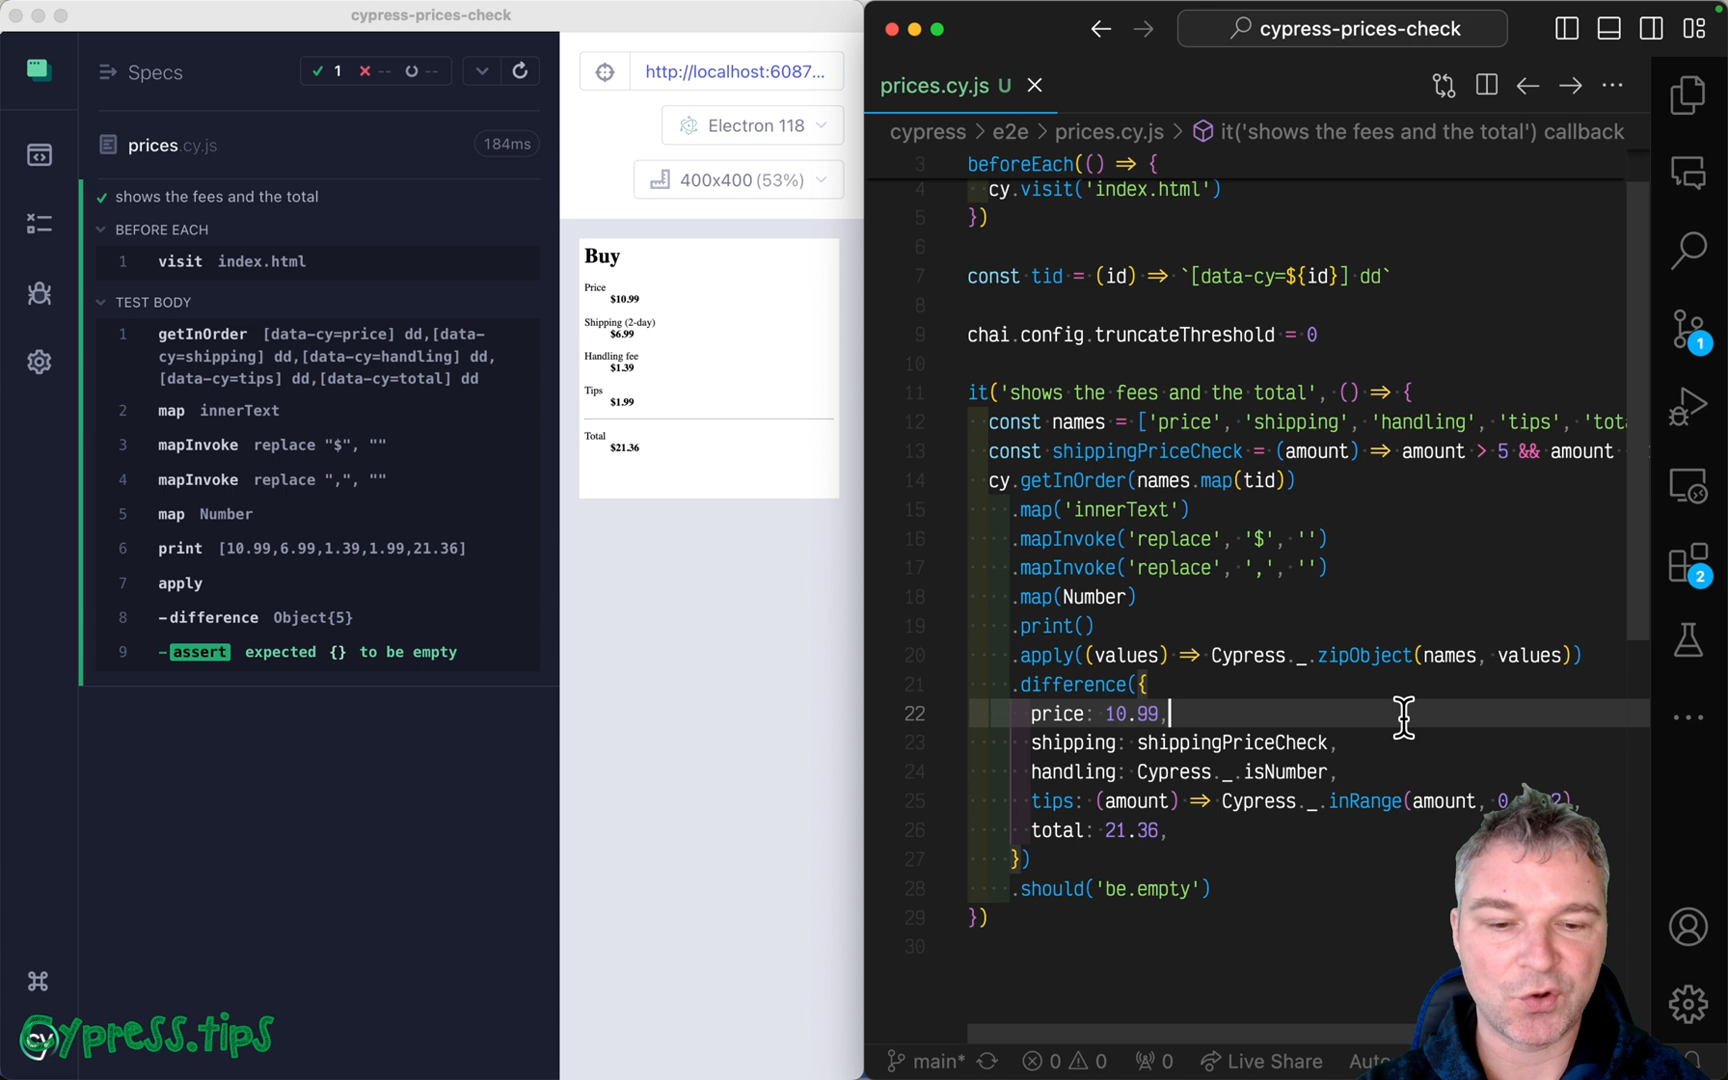 cypress-prices-check
Specs
1
--
--
prices.cy.js
184ms
shows the fees and the total
BEFORE EACH
1 visit index.html
TEST BODY
1 getInOrder [data-cy=price] dd,[data-
cy=shipping] dd,[data-cy=handling] dd,
[data-cy=tips] dd,[data-cy=total] dd
2 map innerText
3 mapInvoke replace "$", ""
4 mapInvoke replace ",", ""
5 map Number
6 print [10.99,6.99,1.39,1.99,21.36]
7 apply
8 -difference Object{5}
9 -assert expected {} to be empty
cypress.tips
cy
http://localhost:6087...
Electron 118
400x400 (53%)
Buy
Price
$10.99
Shipping (2-day)
$6.99
Handling fee
$1.39
Tips
$1.99
Total
$21.36
cypress-prices-check
prices.cy.js U
cypress > e2e > prices.cy.js > it('shows the fees and the total') callback
3 beforeEach(() => {
4 cy.visit('index.html')
5 })
6
7 const tid = (id) => `[data-cy=${id}] dd`
8
9 chai.config.truncateThreshold = 0
10
11 it('shows the fees and the total', () => {
12 const names = ['price', 'shipping', 'handling', 'tips', 'tot
13 const shippingPriceCheck = (amount) => amount > 5 && amount
14 cy.getInOrder(names.map(tid))
15 .map('innerText')
16 .mapInvoke('replace', '$', '')
17 .mapInvoke('replace', ',', '')
18 .map(Number)
19 .print()
20 .apply((values) => Cypress._.zipObject(names, values))
21 .difference({
22 price: 10.99,
23 shipping: shippingPriceCheck,
24 handling: Cypress._.isNumber,
25 tips: (amount) => Cypress._.inRange(amount, 0
26 total: 21.36,
27 })
28 .should('be.empty')
29 })
30
1
2
main*
0
0
0
Live Share